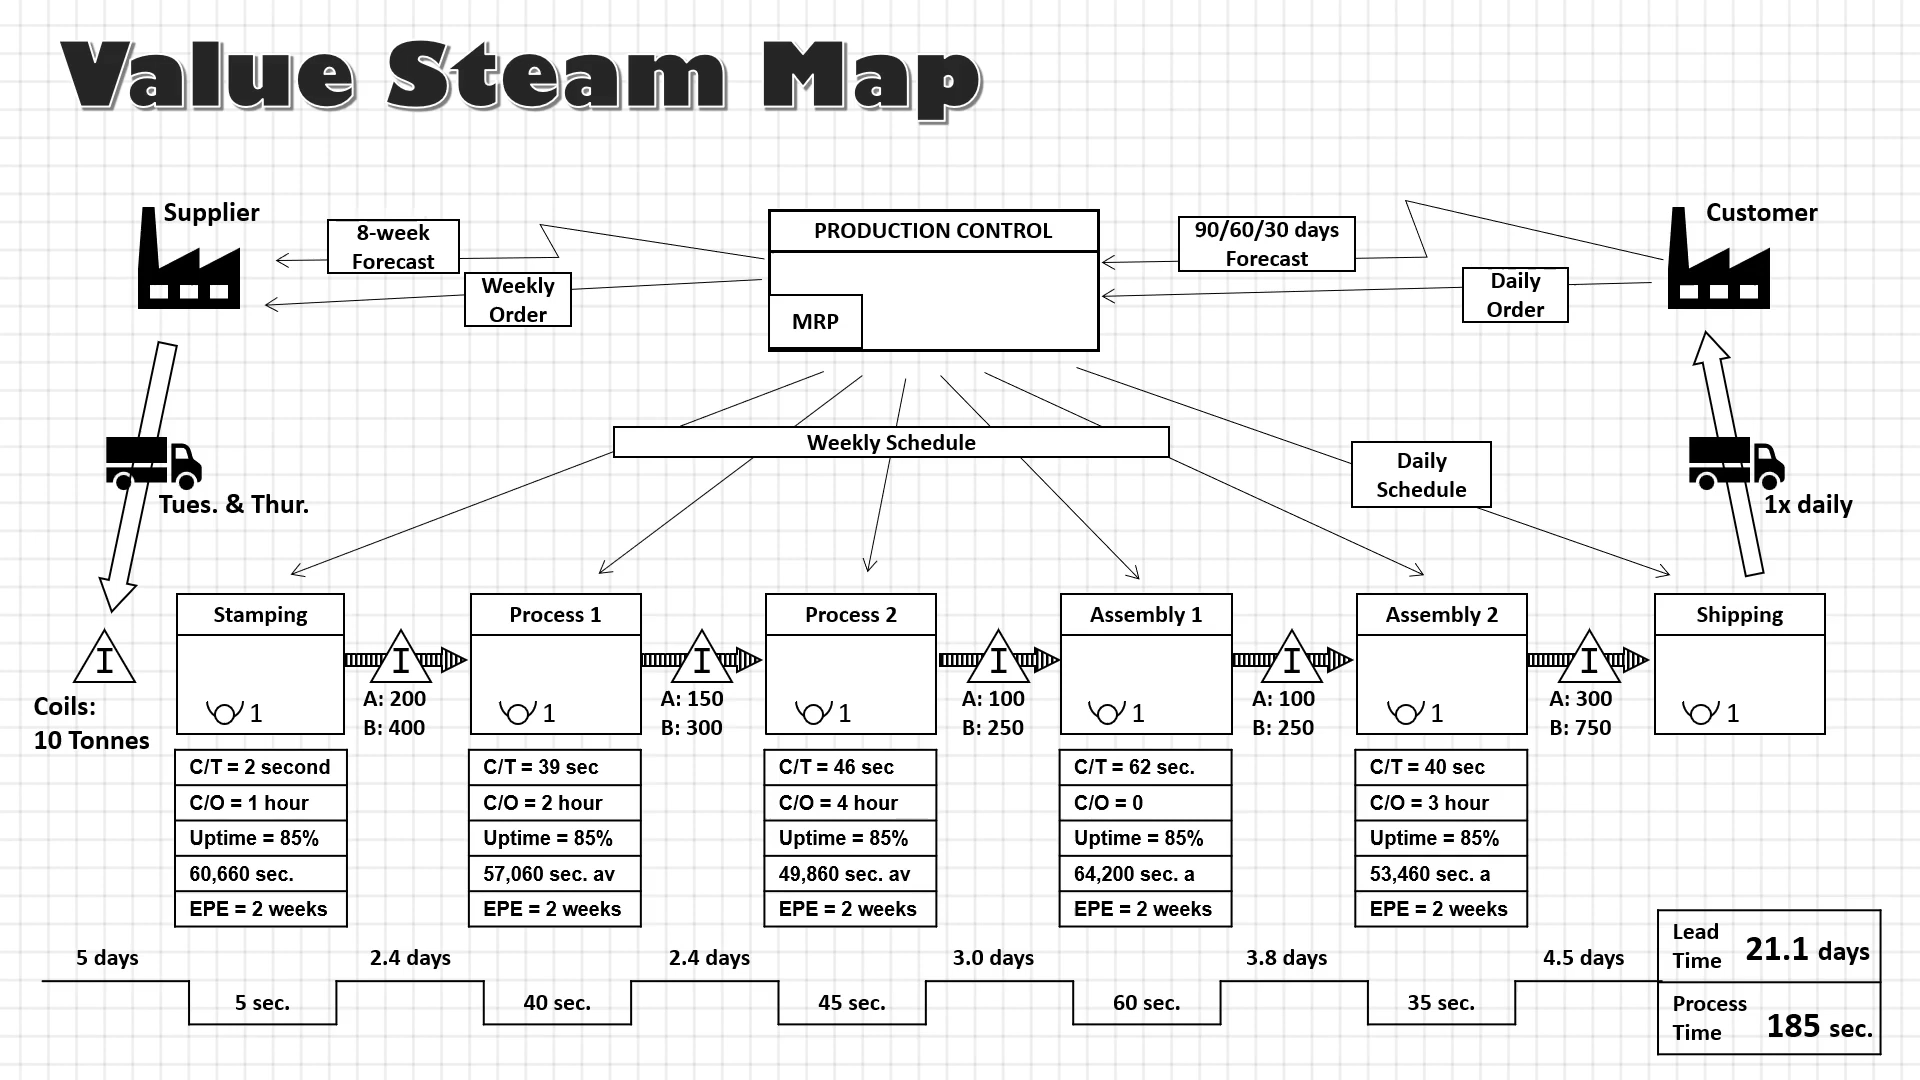 Value Steam Map
Supplier
8-week
Forecast
Weekly
Order
PRODUCTION CONTROL
MRP
90/60/30 days
Forecast
Daily
Order
Customer
Tues. & Thur.
Weekly Schedule
Daily
Schedule
1x daily
I
Coils:
10 Tonnes
Stamping
1
C/T = 2 second
C/O = 1 hour
Uptime = 85%
60,660 sec.
EPE = 2 weeks
I
A: 200
B: 400
Process 1
1
C/T = 39 sec
C/O = 2 hour
Uptime = 85%
57,060 sec. av
EPE = 2 weeks
I
A: 150
B: 300
Process 2
1
C/T = 46 sec
C/O = 4 hour
Uptime = 85%
49,860 sec. av
EPE = 2 weeks
I
A: 100
B: 250
Assembly 1
1
C/T = 62 sec.
C/O = 0
Uptime = 85%
64,200 sec. a
EPE = 2 weeks
I
A: 100
B: 250
Assembly 2
1
C/T = 40 sec
C/O = 3 hour
Uptime = 85%
53,460 sec. a
EPE = 2 weeks
I
A: 300
B: 750
Shipping
1
5 days
5 sec.
2.4 days
40 sec.
2.4 days
45 sec.
3.0 days
60 sec.
3.8 days
35 sec.
4.5 days
Lead
Time
21.1 days
Process
Time
185 sec.